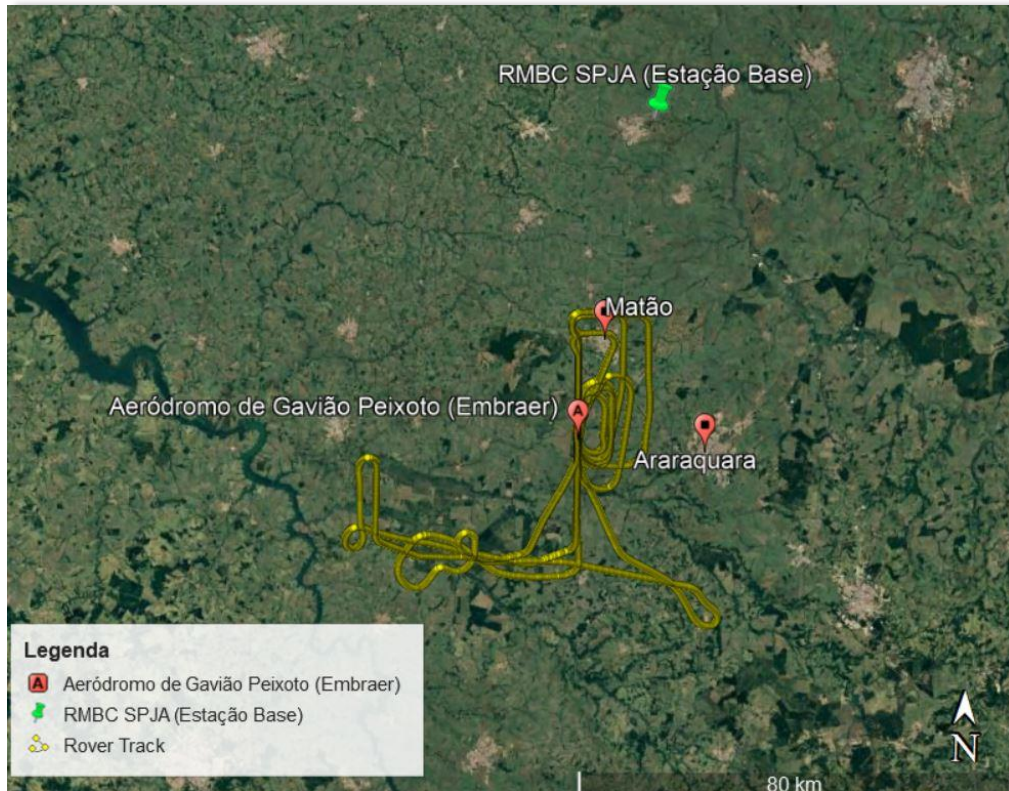 RMBC SPJA (Estação Base)
Matão
Aeródromo de Gavião Peixoto (Embraer)
A
Araraquara
Legenda
A Aeródromo de Gavião Peixoto (Embraer)
RMBC SPJA (Estação Base)
Rover Track
N
80 km